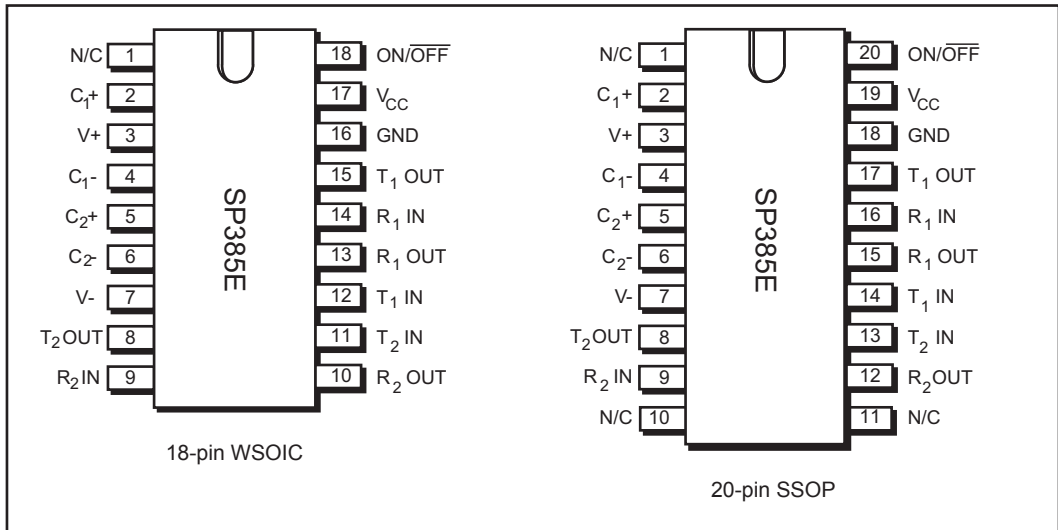 N/C 1
C1+ 2
V+ 3
C1- 4
C2+ 5
C2- 6
V- 7
T2OUT 8
R2IN 9
SP385E
18 ON/OFF
17 VCC
16 GND
15 T1 OUT
14 R1 IN
13 R1 OUT
12 T1 IN
11 T2 IN
10 R2 OUT
18-pin WSOIC
N/C 1
C1+ 2
V+ 3
C1- 4
C2+ 5
C2- 6
V- 7
T2OUT 8
R2 IN 9
N/C 10
SP385E
20 ON/OFF
19 VCC
18 GND
17 T1 OUT
16 R1 IN
15 R1 OUT
14 T1 IN
13 T2 IN
12 R2OUT
11 N/C
20-pin SSOP